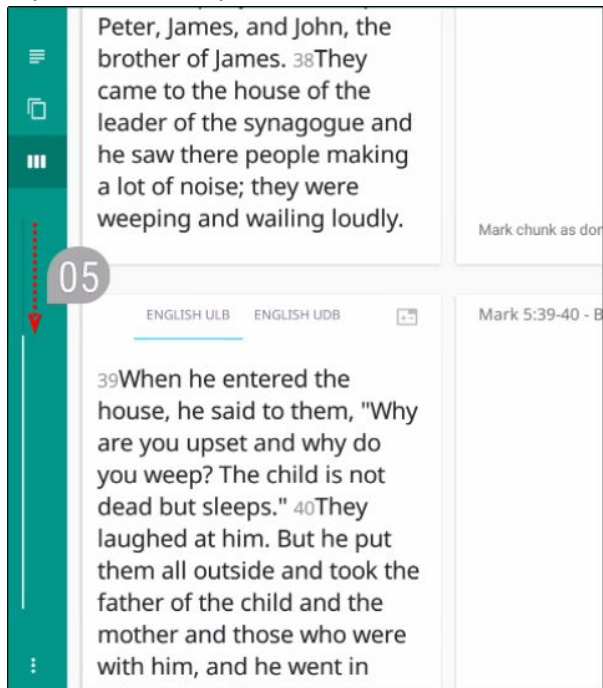 Peter, James, and John, the
brother of James. 38They
came to the house of the
leader of the synagogue and
he saw there people making
a lot of noise; they were
weeping and wailing loudly.
Mark chunk as don
05
ENGLISH ULB ENGLISH UDB
Mark 5:39-40 - B
39When he entered the
house, he said to them, "Why
are you upset and why do
you weep? The child is not
dead but sleeps." 40They
laughed at him. But he put
them all outside and took the
father of the child and the
mother and those who were
with him, and he went in